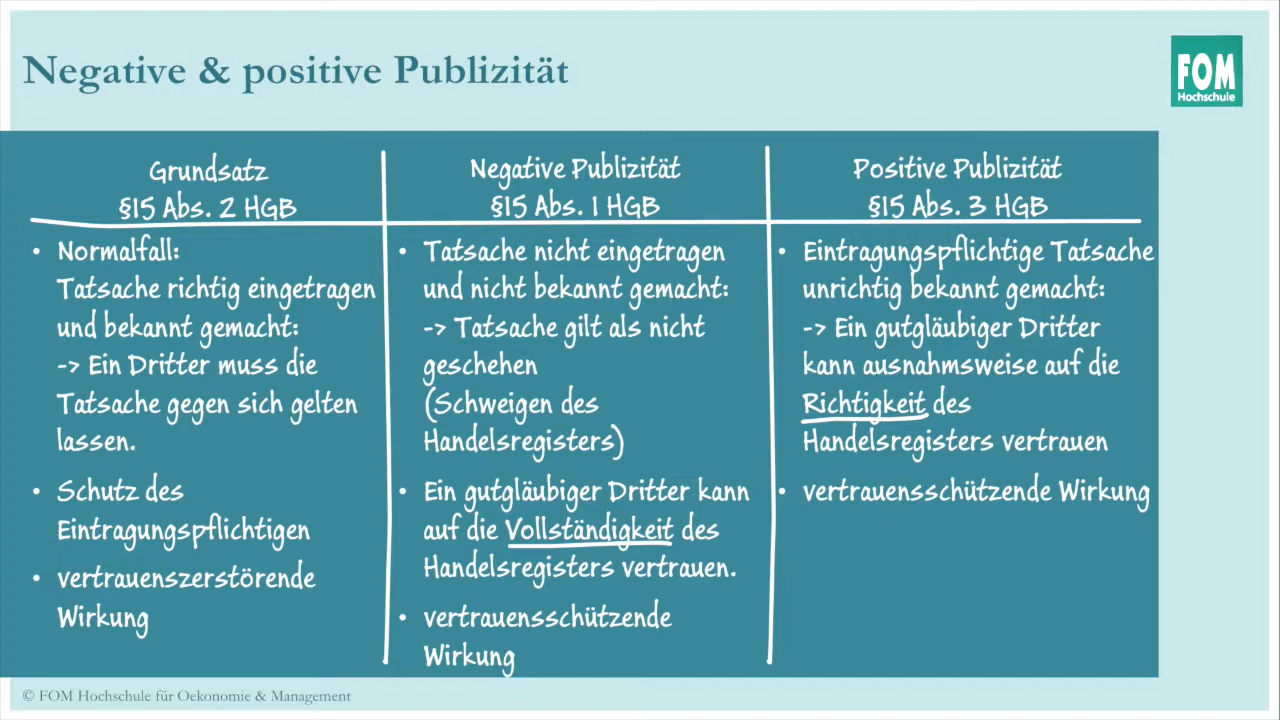 Negative & positive Publizität
FOM
Hochschule
Grundsatz
§15 Abs. 2 HGB
• Normalfall:
Tatsache richtig eingetragen
und bekannt gemacht:
-> Ein Dritter muss die
Tatsache gegen sich gelten
lassen.
• Schutz des
Eintragungspflichtigen
• vertrauenszerstörende
Wirkung
Negative Publizität
§15 Abs. 1 HGB
• Tatsache nicht eingetragen
und nicht bekannt gemacht:
-> Tatsache gilt als nicht
geschehen
(Schweigen des
Handelsregisters)
• Ein gutgläubiger Dritter kann
auf die Vollständigkeit des
Handelsregisters vertrauen.
• vertrauensschützende
Wirkung
Positive Publizität
§15 Abs. 3 HGB
• Eintragungspflichtige Tatsache
unrichtig bekannt gemacht:
-> Ein gutgläubiger Dritter
kann ausnahmsweise auf die
Richtigkeit des
Handelsregisters vertrauen
• vertrauensschützende Wirkung
© FOM Hochschule für Oekonomie & Management